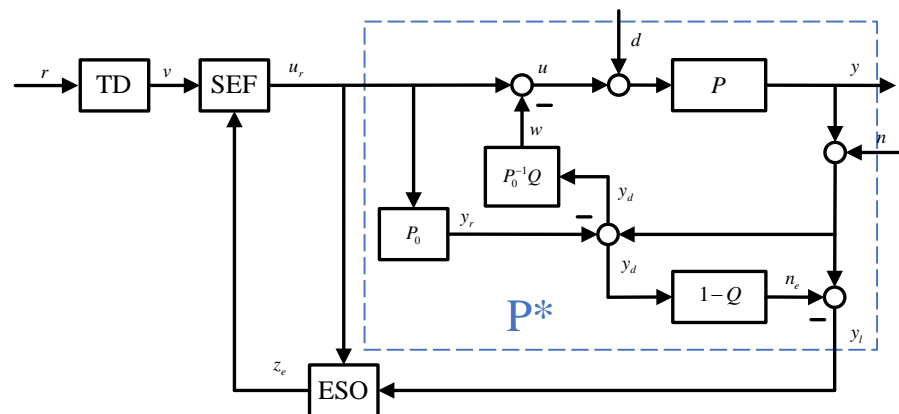 d
r
TD
v
SEF
u_r
u
P
y
w
n
P_0^{-1}Q
y_d
P_0
y_r
y_d
1-Q
n_e
P*
y_l
z_e
ESO